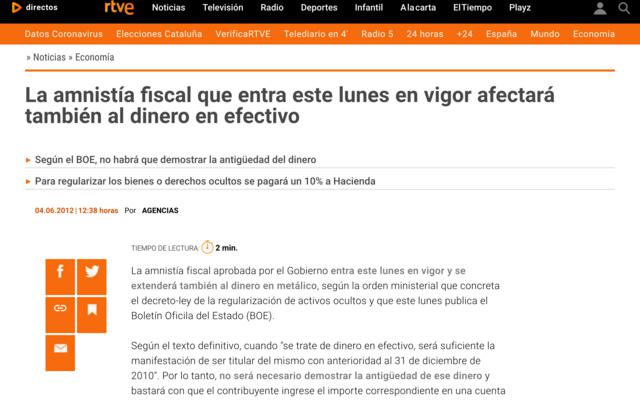 directos rtve Noticias Televisión Radio Deportes Infantil A la carta El Tiempo Playz
Datos Coronavirus Elecciones Cataluña VerificaRTVE Telediario en 4' Radio 5 24 horas +24 España Mundo Economía
» Noticias » Economía
La amnistía fiscal que entra este lunes en vigor afectará
también al dinero en efectivo
Según el BOE, no habrá que demostrar la antigüedad del dinero
Para regularizar los bienes o derechos ocultos se pagará un 10% a Hacienda
04.06.2012 | 12:38 horas Por AGENCIAS
TIEMPO DE LECTURA: 2 min.
La amnistía fiscal aprobada por el Gobierno entra este lunes en vigor y se
extenderá también al dinero en metálico, según la orden ministerial que concreta
el decreto-ley de la regularización de activos ocultos y que este lunes publica el
Boletín Oficila del Estado (BOE).
Según el texto definitivo, cuando "se trate de dinero en efectivo, será suficiente la
manifestación de ser titular del mismo con anterioridad al 31 de diciembre de
2010". Por lo tanto, no será necesario demostrar la antigüedad de ese dinero y
bastará con que el contribuyente ingrese el importe correspondiente en una cuenta